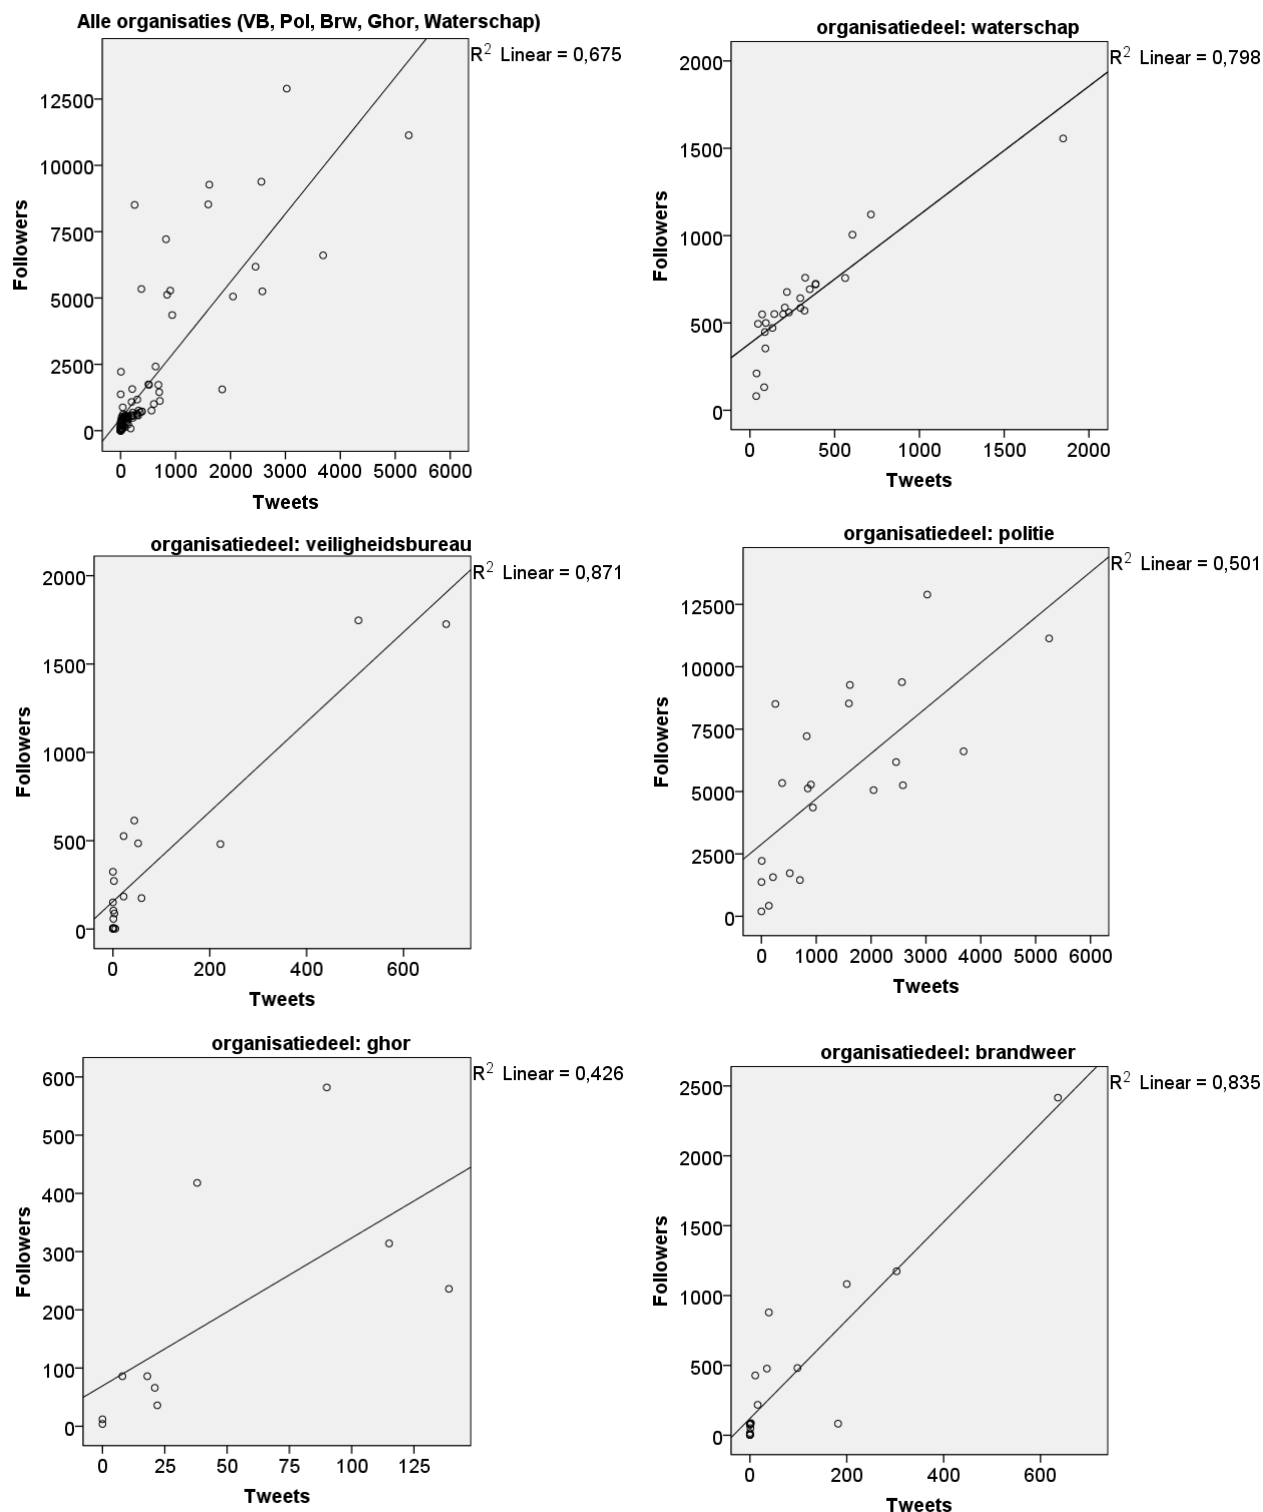 Alle organisaties (VB, Pol, Brw, Ghor, Waterschap)
R² Linear = 0,675
Followers
12500
10000
7500
5000
2500
0
0 1000 2000 3000 4000 5000 6000
Tweets
organisatiedeel: waterschap
R² Linear = 0,798
Followers
2000
1500
1000
500
0
0 500 1000 1500 2000
Tweets
organisatiedeel: veiligheidsbureau
R² Linear = 0,871
Followers
2000
1500
1000
500
0
0 200 400 600
Tweets
organisatiedeel: politie
R² Linear = 0,501
Followers
12500
10000
7500
5000
2500
0
0 1000 2000 3000 4000 5000 6000
Tweets
organisatiedeel: ghor
R² Linear = 0,426
Followers
600
500
400
300
200
100
0
0 25 50 75 100 125
Tweets
organisatiedeel: brandweer
R² Linear = 0,835
Followers
2500
2000
1500
1000
500
0
0 200 400 600
Tweets